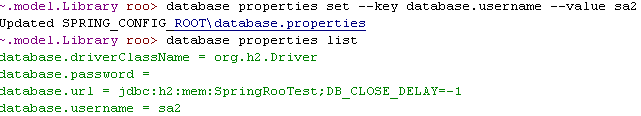 ~.model.Library roo> database properties set --key database.username --value sa2
Updated SPRING_CONFIG_ROOT\database.properties
~.model.Library roo> database properties list
database.driverClassName = org.h2.Driver
database.password =
database.url = jdbc:h2:mem:SpringRooTest;DB_CLOSE_DELAY=-1
database.username = sa2